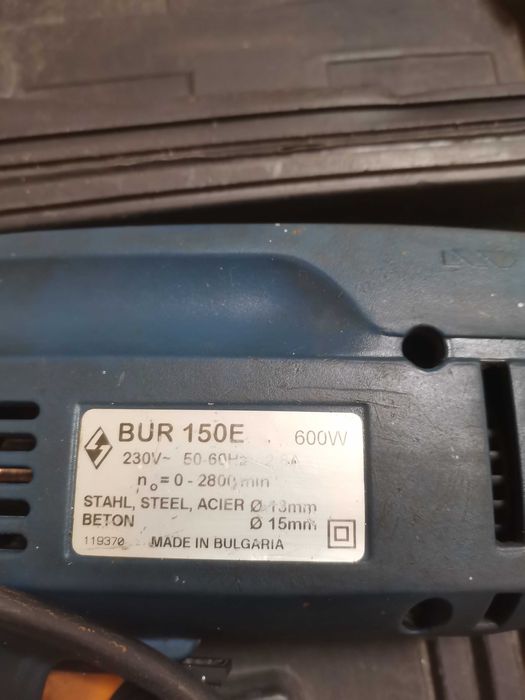 BUR 150E 600W
230V~ 50-60Hz 2.8A
n₀ = 0 - 2800 min
STAHL, STEEL, ACIER Ø 13mm
BETON Ø 15mm
119370 MADE IN BULGARIA